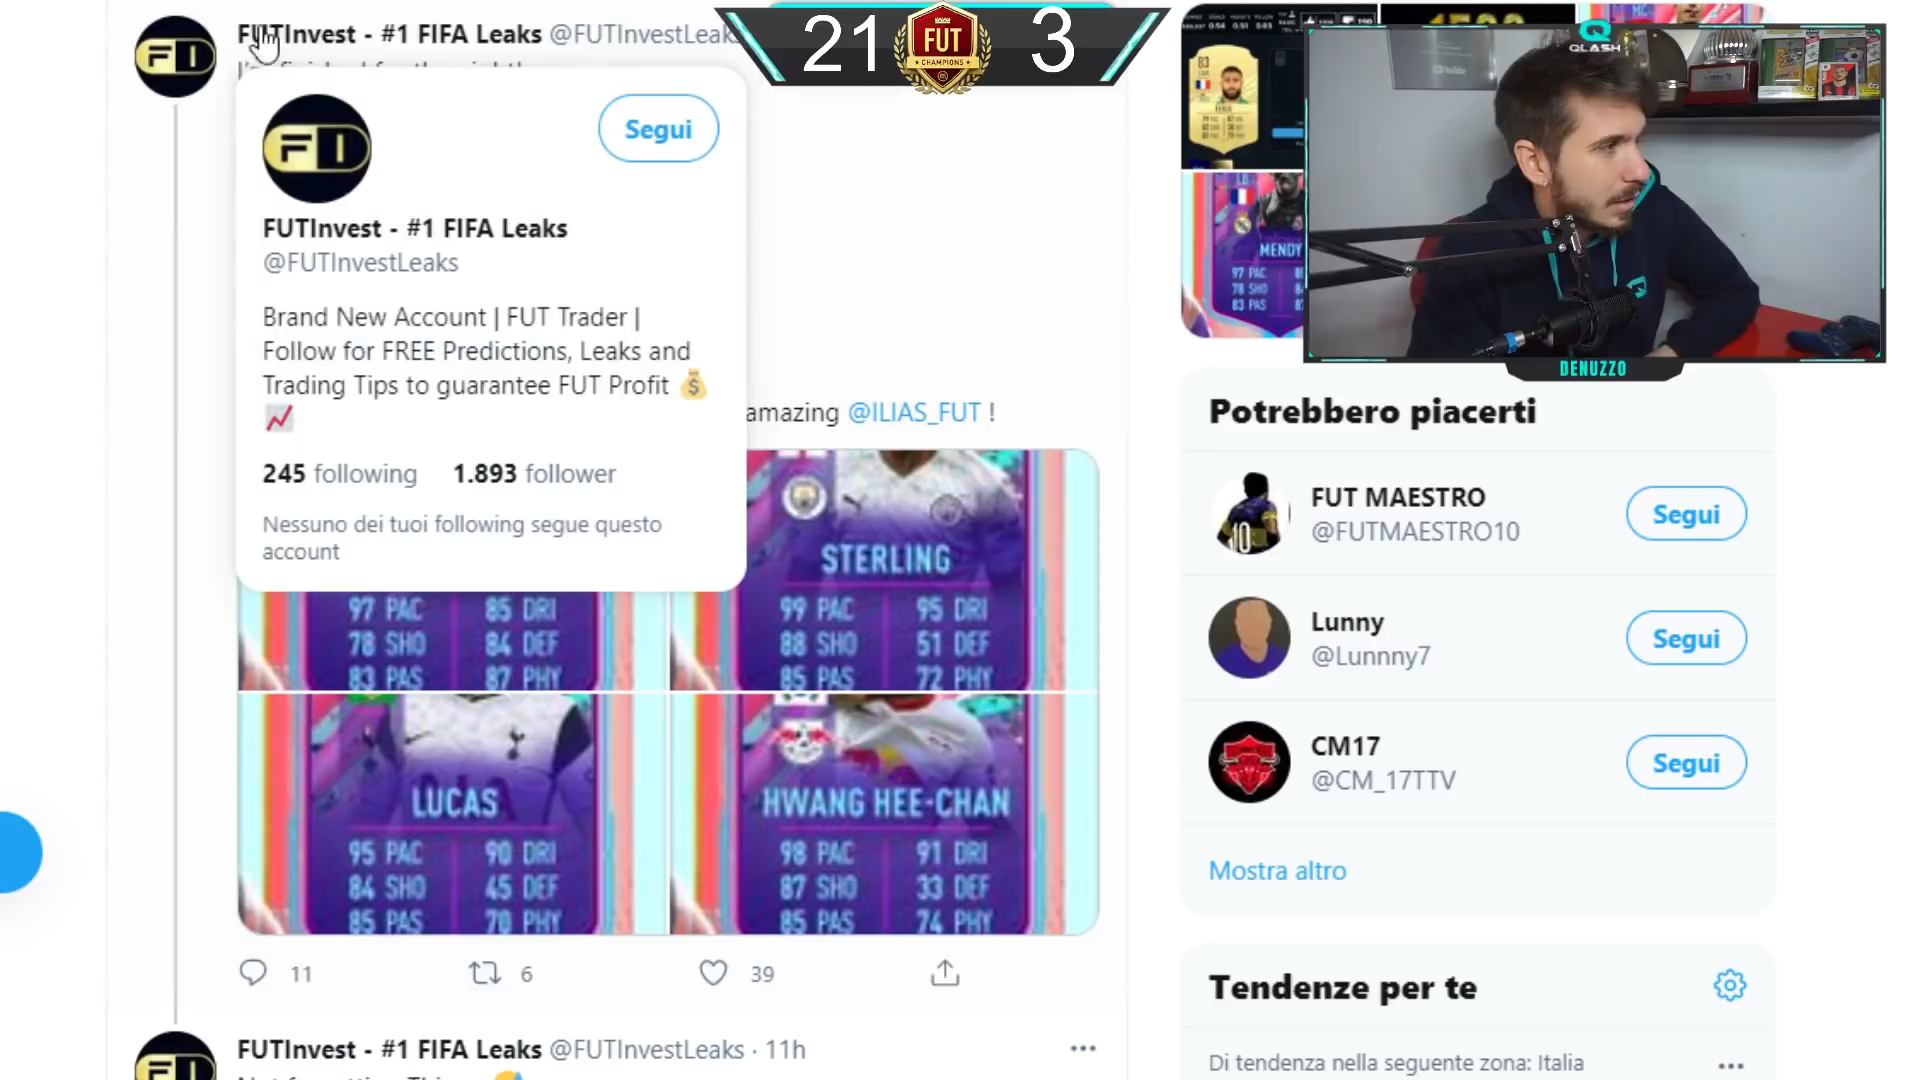 FUTInvest - #1 FIFA Leaks @FUTInvestLeaks
FI
Segui
FUTInvest - #1 FIFA Leaks
@FUTInvestLeaks
Brand New Account | FUT Trader |
Follow for FREE Predictions, Leaks and
Trading Tips to guarantee FUT Profit 💰
📈
245 following 1.893 follower
Nessuno dei tuoi following segue questo
account
amazing @ILIAS_FUT !
97 PAC 85 DRI
78 SHO 84 DEF
83 PAS 87 PHY
STERLING
99 PAC 95 DRI
88 SHO 51 DEF
85 PAS 72 PHY
LUCAS
95 PAC 90 DRI
84 SHO 45 DEF
85 PAS 70 PHY
HWANG HEE-CHAN
98 PAC 91 DRI
87 SHO 33 DEF
85 PAS 74 PHY
11 6 39
FUTInvest - #1 FIFA Leaks @FUTInvestLeaks · 11h
21 FUT 3
CHAMPIONS
83
MENDY
97 PAC
78 SHO
83 PAS
QLASH
DENUZZO
Potrebbero piacerti
FUT MAESTRO
@FUTMAESTRO10
Segui
Lunny
@Lunnny7
Segui
CM17
@CM_17TTV
Segui
Mostra altro
Tendenze per te
Di tendenza nella seguente zona: Italia